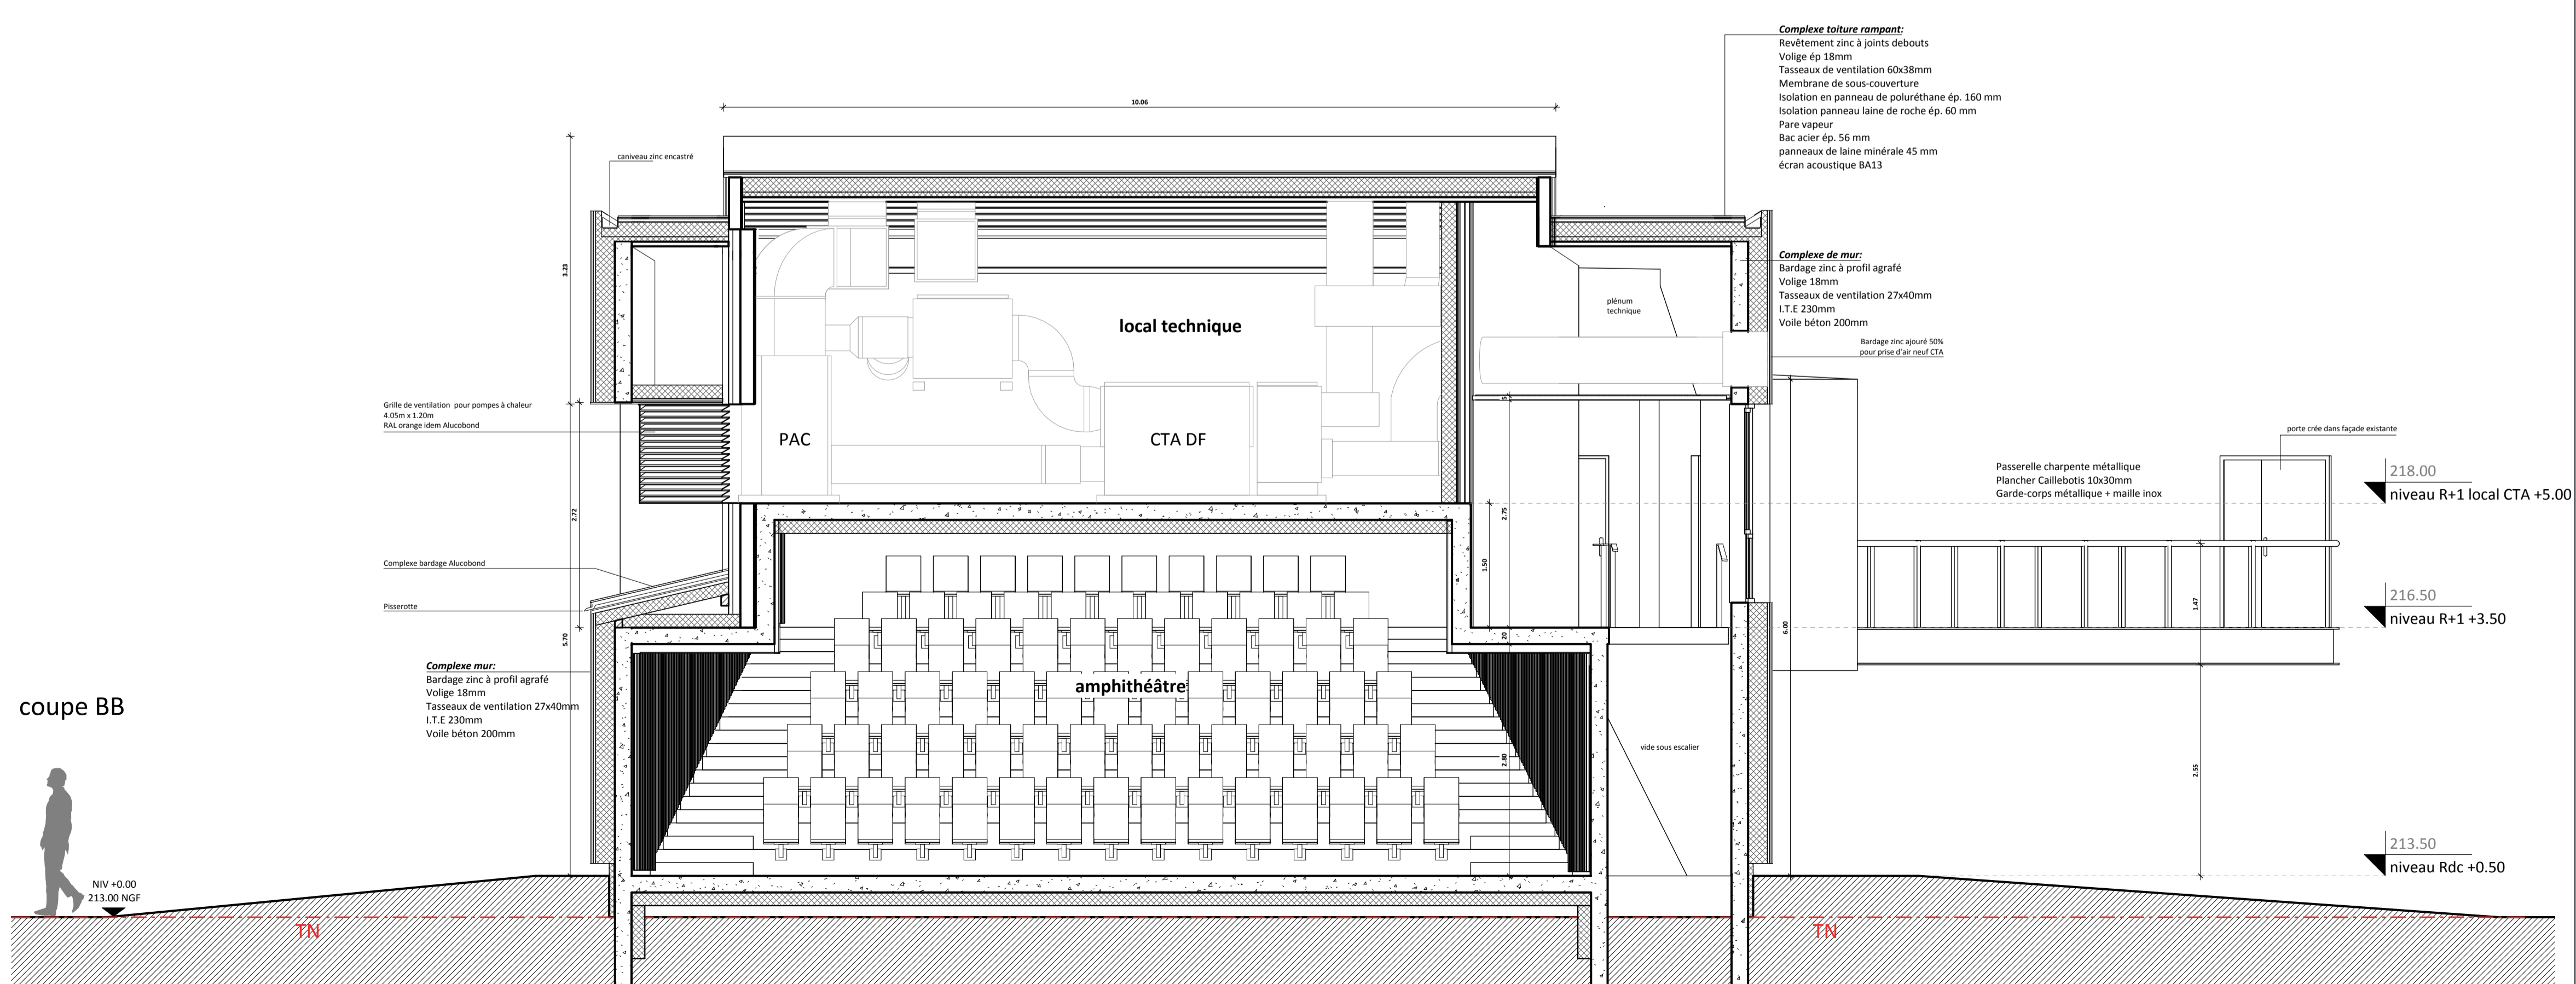 Complexe toiture rampant:
Revêtement zinc à joints debouts
Volige ép 18mm
Tasseaux de ventilation 60x38mm
Membrane de sous-couverture
Isolation en panneau de poluréthane ép. 160 mm
Isolation panneau laine de roche ép. 60 mm
Pare vapeur
Bac acier ép. 56 mm
panneaux de laine minérale 45 mm
écran acoustique BA13
10.06
caniveau zinc encastré
3.23
Complexe de mur:
Bardage zinc à profil agrafé
Volige 18mm
Tasseaux de ventilation 27x40mm
I.T.E 230mm
Voile béton 200mm
plénum
technique
local technique
Bardage zinc ajouré 50%
pour prise d'air neuf CTA
Grille de ventilation pour pompes à chaleur
4.05m x 1.20m
RAL orange idem Alucobond
PAC
CTA DF
5
porte crée dans façade existante
Passerelle charpente métallique
Plancher Caillebotis 10x30mm
Garde-corps métallique + maille inox
218.00
niveau R+1 local CTA +5.00
2.72
2.75
1.50
Complexe bardage Alucobond
Pisserotte
216.50
niveau R+1 +3.50
1.47
6.00
20
5.70
Complexe mur:
Bardage zinc à profil agrafé
Volige 18mm
Tasseaux de ventilation 27x40mm
I.T.E 230mm
Voile béton 200mm
amphithéâtre
coupe BB
vide sous escalier
2.80
2.55
213.50
niveau Rdc +0.50
NIV +0.00
213.00 NGF
TN
TN